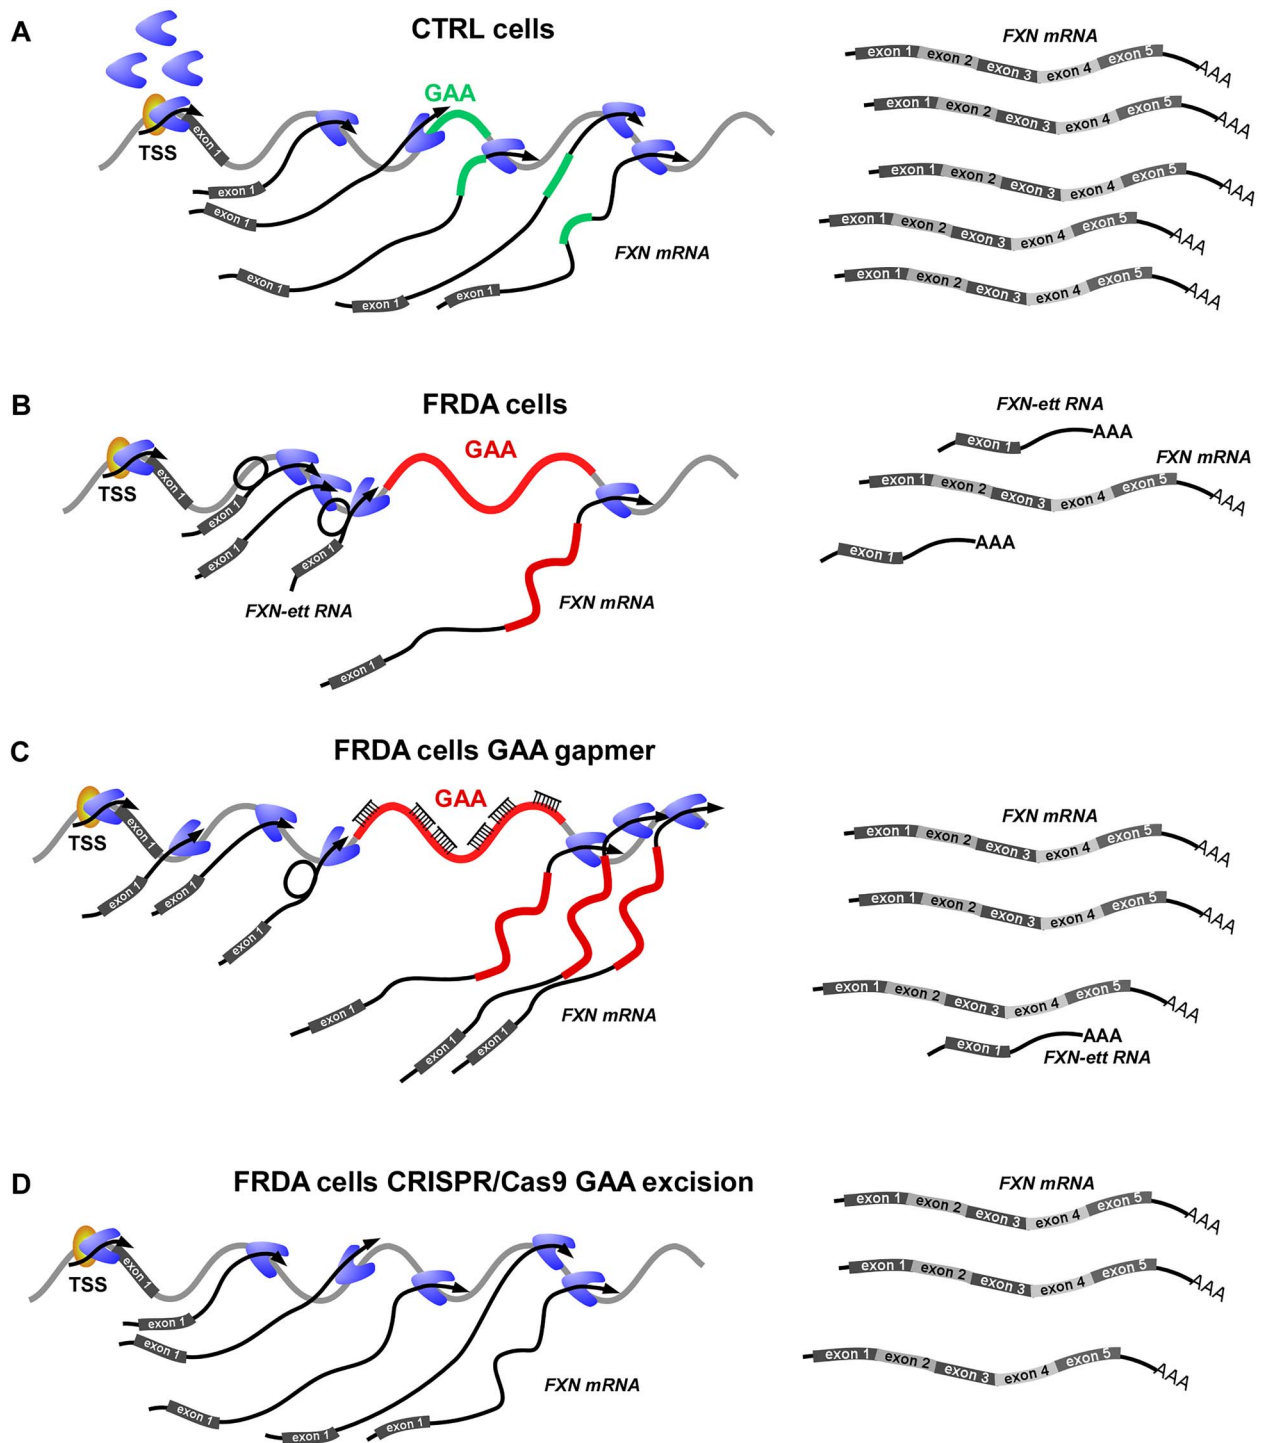 A
CTRL cells
GAA
TSS
exon 1
exon 1
exon 1
exon 1
exon 1
exon 1
FXN mRNA
FXN mRNA
exon 1 exon 2 exon 3 exon 4 exon 5 AAA
exon 1 exon 2 exon 3 exon 4 exon 5 AAA
exon 1 exon 2 exon 3 exon 4 exon 5 AAA
exon 1 exon 2 exon 3 exon 4 exon 5 AAA
exon 1 exon 2 exon 3 exon 4 exon 5 AAA
B
FRDA cells
GAA
TSS
exon 1
exon 1
exon 1
exon 1
FXN-ett RNA
FXN mRNA
exon 1
FXN-ett RNA
exon 1 AAA
FXN mRNA
exon 1 exon 2 exon 3 exon 4 exon 5 AAA
exon 1 AAA
C
FRDA cells GAA gapmer
GAA
TSS
exon 1
exon 1
exon 1
exon 1
exon 1
exon 1
exon 1
FXN mRNA
FXN mRNA
exon 1 exon 2 exon 3 exon 4 exon 5 AAA
exon 1 exon 2 exon 3 exon 4 exon 5 AAA
exon 1 exon 2 exon 3 exon 4 exon 5 AAA
exon 1 AAA
FXN-ett RNA
D
FRDA cells CRISPR/Cas9 GAA excision
TSS
exon 1
exon 1
exon 1
exon 1
exon 1
exon 1
FXN mRNA
FXN mRNA
exon 1 exon 2 exon 3 exon 4 exon 5 AAA
exon 1 exon 2 exon 3 exon 4 exon 5 AAA
exon 1 exon 2 exon 3 exon 4 exon 5 AAA